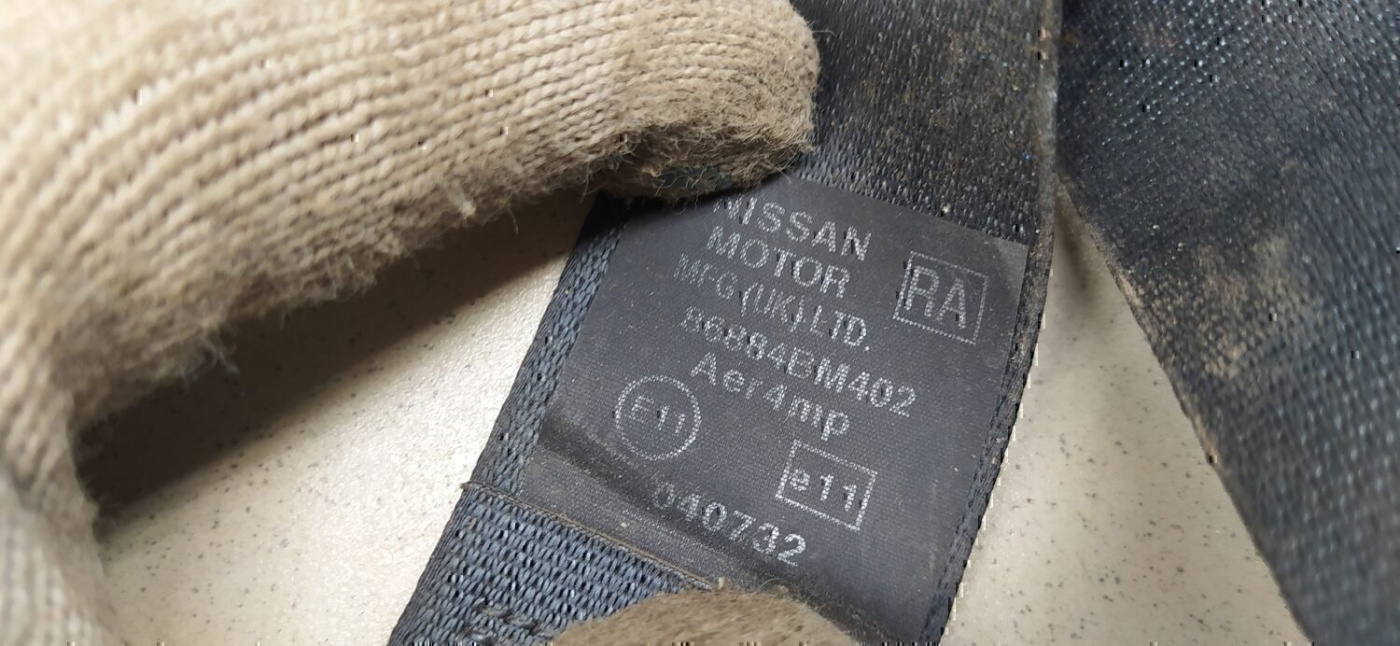 NISSAN
MOTOR
MFG(UK)LTD.
RA
86884BM402
Aer4mp
E11
e11
040732